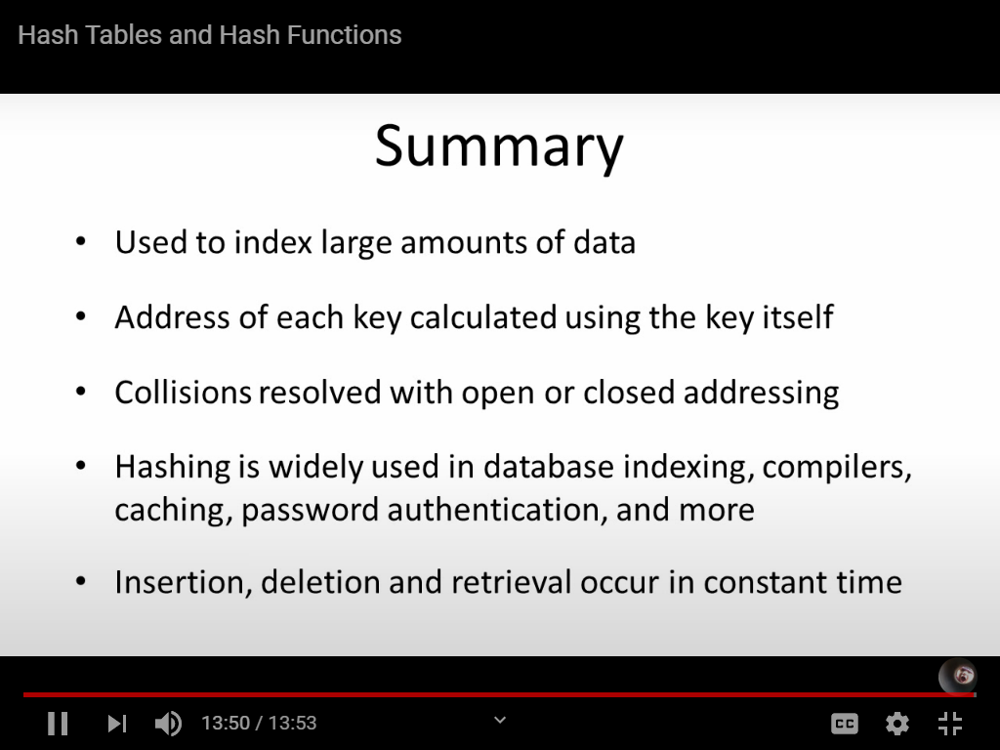 Hash Tables and Hash Functions
Summary
• Used to index large amounts of data
• Address of each key calculated using the key itself
• Collisions resolved with open or closed addressing
• Hashing is widely used in database indexing, compilers,
caching, password authentication, and more
• Insertion, deletion and retrieval occur in constant time
13:50 / 13:53
CC